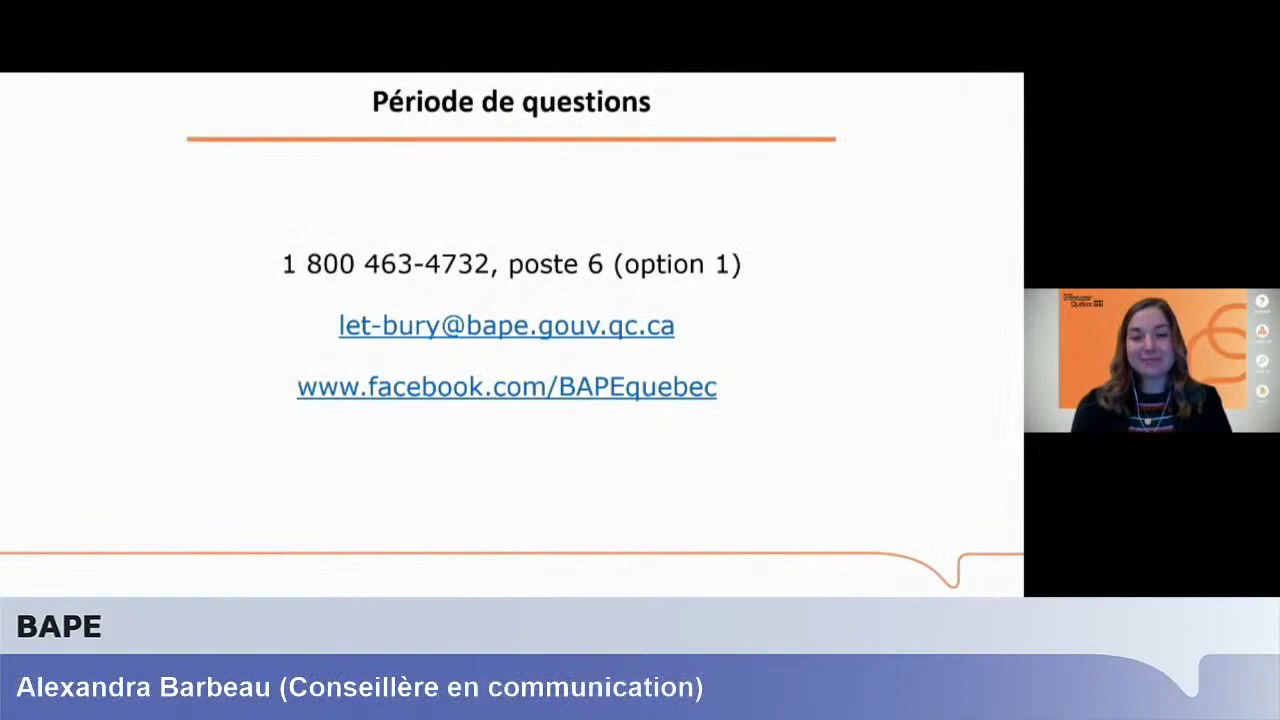 Période de questions
1 800 463-4732, poste 6 (option 1)
let-bury@bape.gouv.qc.ca
www.facebook.com/BAPEquebec
Québec
BAPE
Alexandra Barbeau (Conseillère en communication)